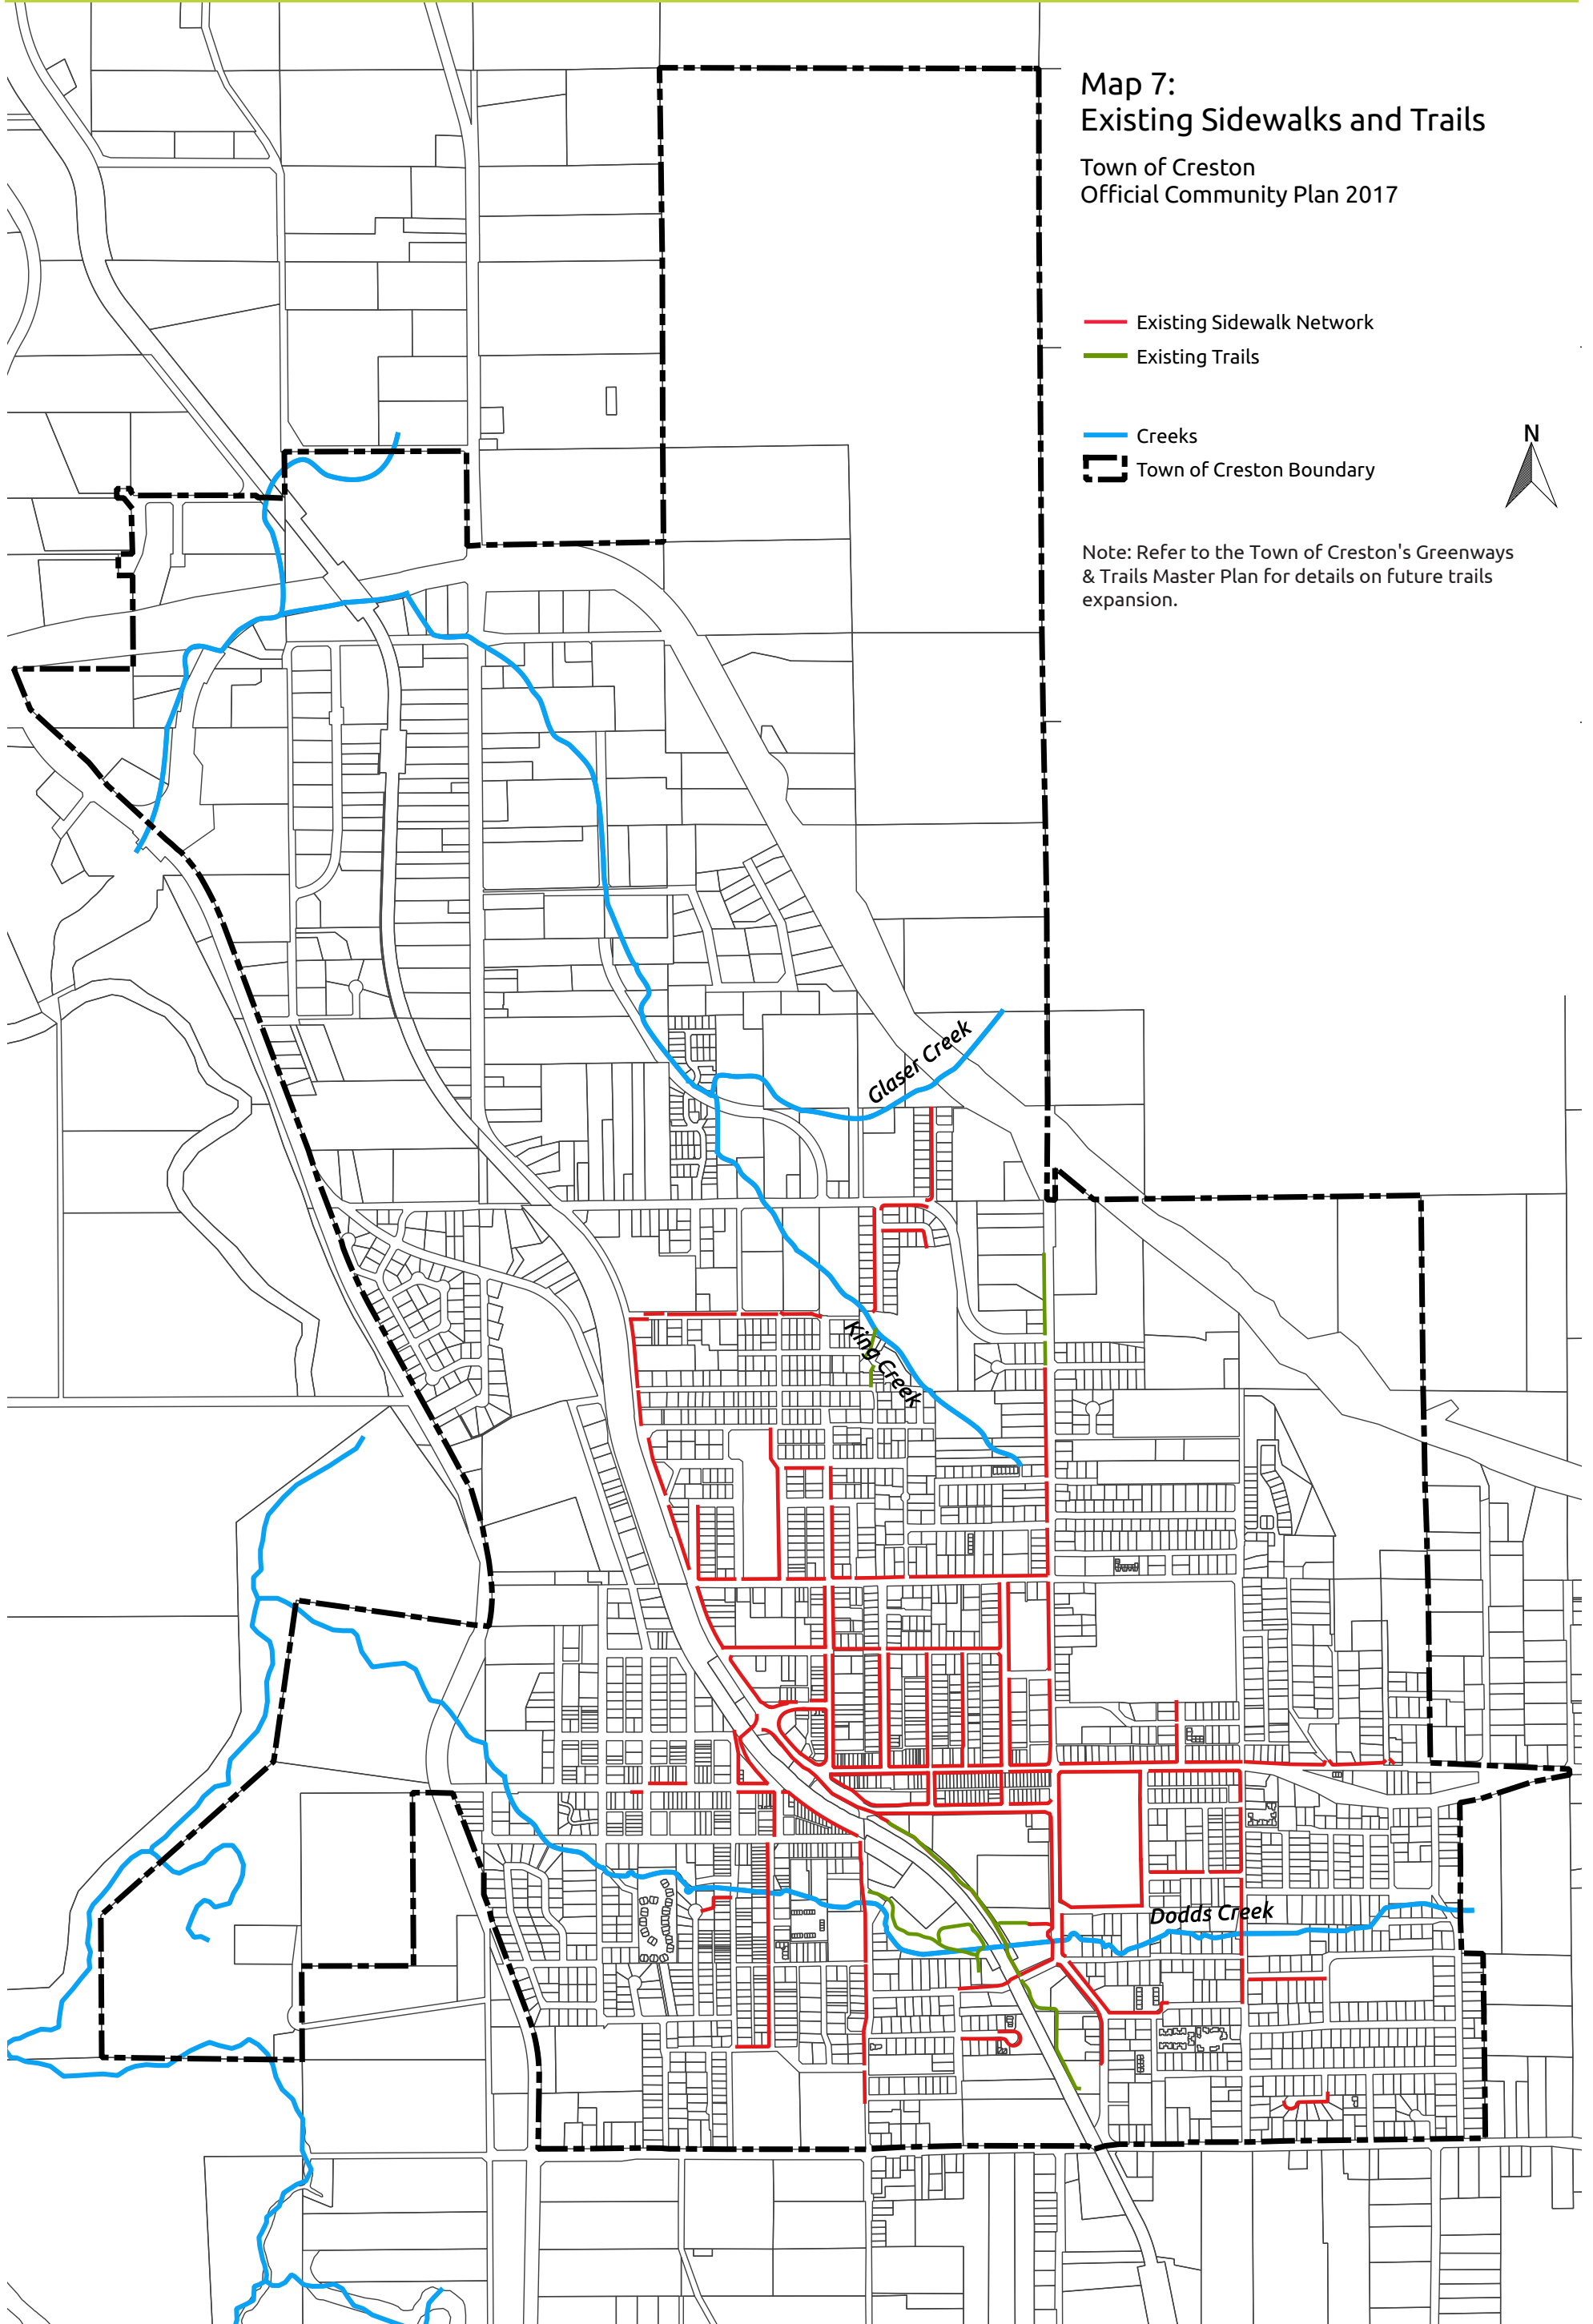 Map 7:
Existing Sidewalks and Trails
Town of Creston
Official Community Plan 2017
Existing Sidewalk Network
Existing Trails
Creeks
Town of Creston Boundary
N
Note: Refer to the Town of Creston's Greenways
& Trails Master Plan for details on future trails
expansion.
Glaser Creek
King Creek
Dodds Creek